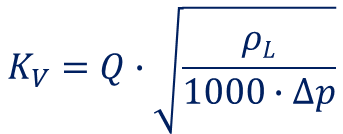 K_V = Q · √(ρ_L / (1000 · Δp))